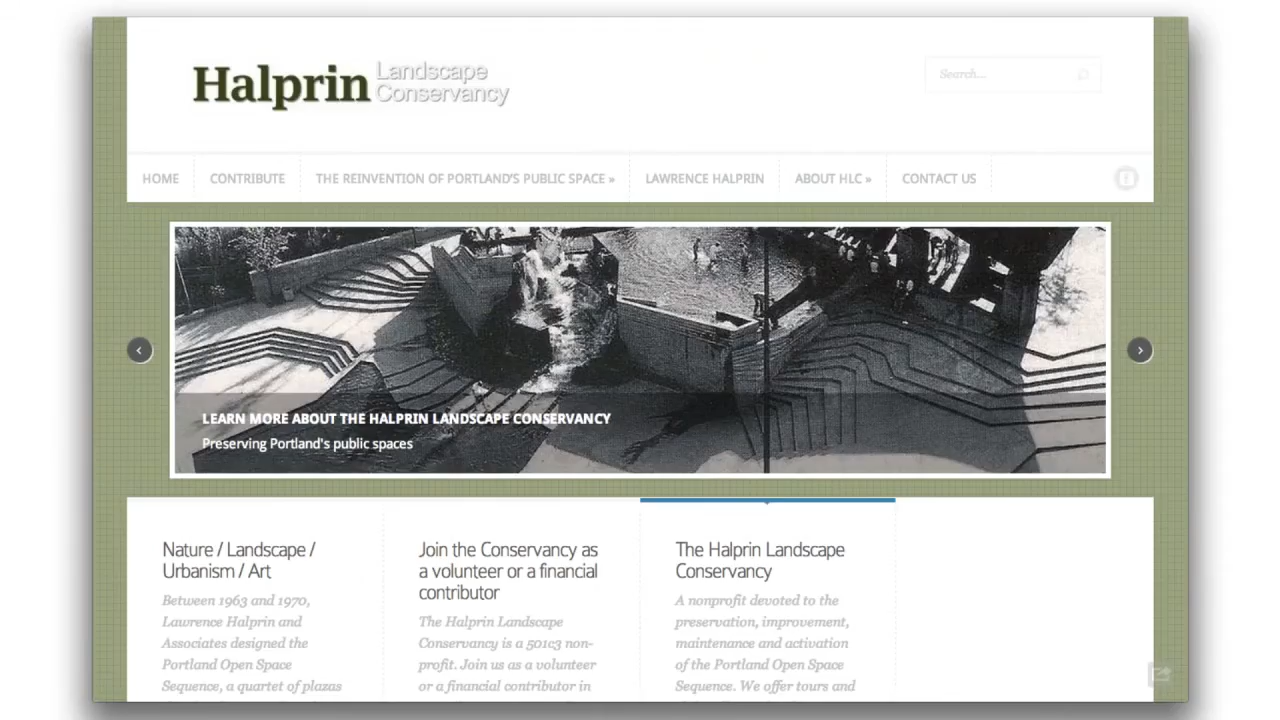 Halprin Landscape
Conservancy
Search...
HOME CONTRIBUTE THE REINVENTION OF PORTLAND'S PUBLIC SPACE » LAWRENCE HALPRIN ABOUT HLC » CONTACT US
LEARN MORE ABOUT THE HALPRIN LANDSCAPE CONSERVANCY
Preserving Portland's public spaces
Nature / Landscape /
Urbanism / Art
Between 1963 and 1970,
Lawrence Halprin and
Associates designed the
Portland Open Space
Sequence, a quartet of plazas
Join the Conservancy as
a volunteer or a financial
contributor
The Halprin Landscape
Conservancy is a 501c3 non-
profit. Join us as a volunteer
or a financial contributor in
The Halprin Landscape
Conservancy
A nonprofit devoted to the
preservation, improvement,
maintenance and activation
of the Portland Open Space
Sequence. We offer tours and